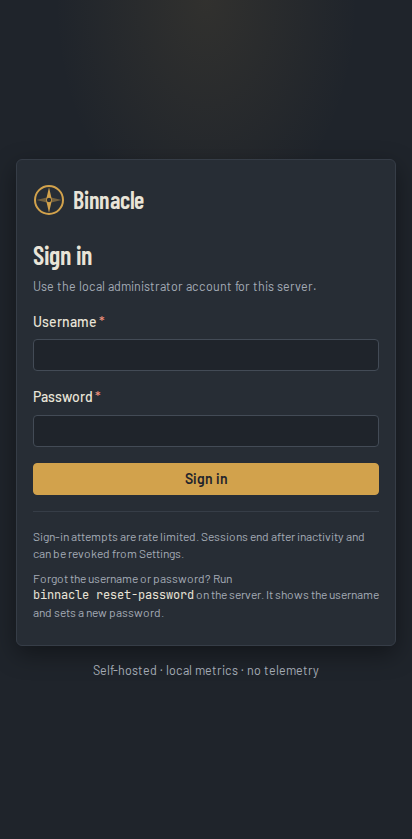 Binnacle
Sign in
Use the local administrator account for this server.
Username *
Password *
Sign in
Sign-in attempts are rate limited. Sessions end after inactivity and
can be revoked from Settings.
Forgot the username or password? Run
binnacle reset-password on the server. It shows the username
and sets a new password.
Self-hosted · local metrics · no telemetry